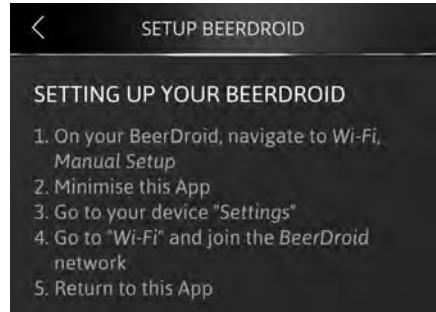 SETUP BEERDROID
SETTING UP YOUR BEERDROID
1. On your BeerDroid, navigate to Wi-Fi,
Manual Setup
2. Minimise this App
3. Go to your device "Settings"
4. Go to "Wi-Fi" and join the BeerDroid
network
5. Return to this App